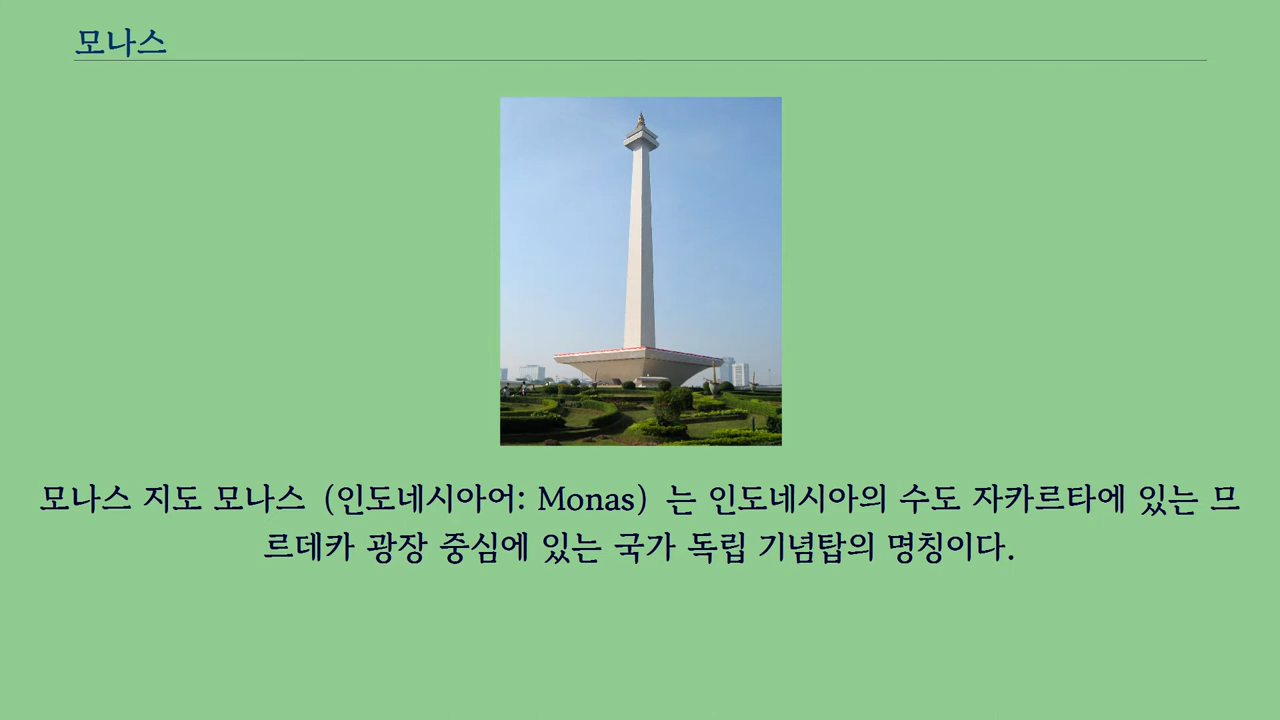 모나스
모나스 지도 모나스 (인도네시아어: Monas) 는 인도네시아의 수도 자카르타에 있는 므
르데카 광장 중심에 있는 국가 독립 기념탑의 명칭이다.